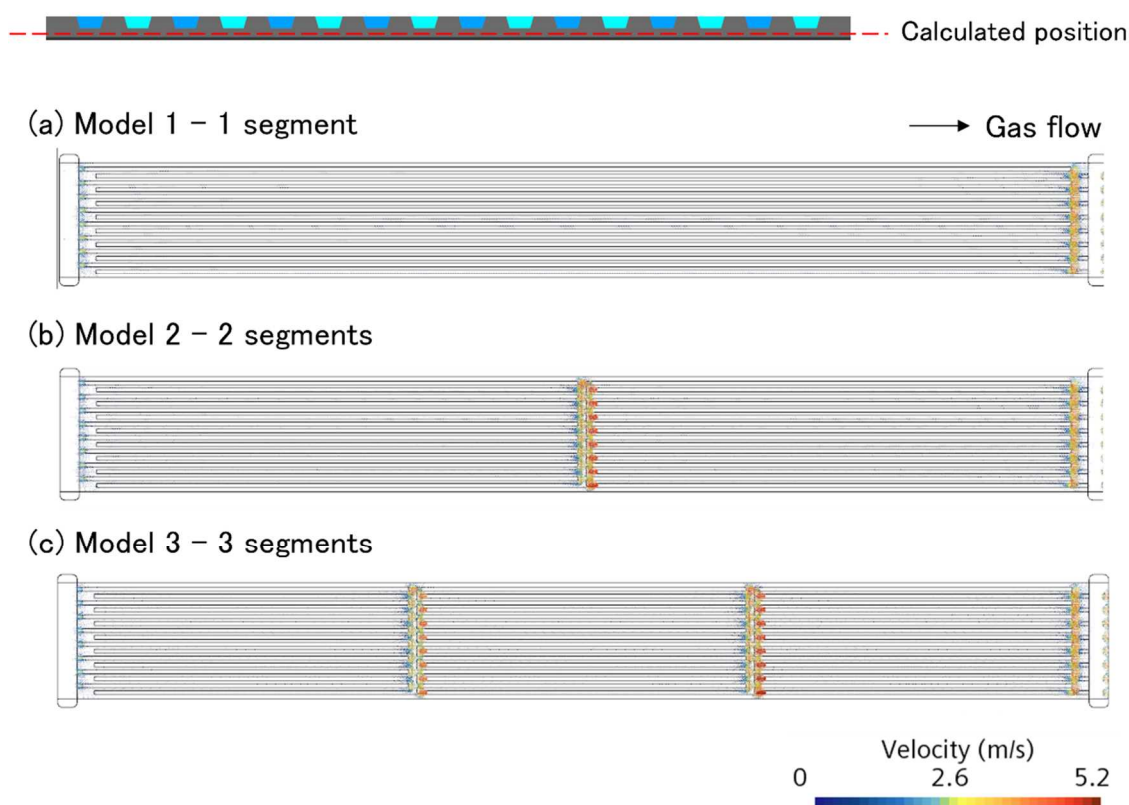 Calculated position
(a) Model 1 - 1 segment
Gas flow
(b) Model 2 - 2 segments
(c) Model 3 - 3 segments
Velocity (m/s)
0 2.6 5.2